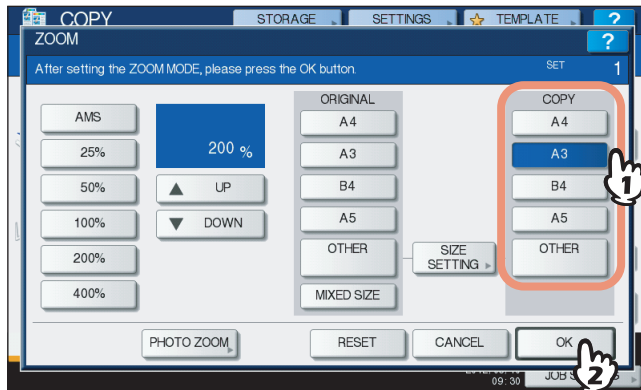 COPY STORAGE SETTINGS TEMPLATE ?
ZOOM ?
After setting the ZOOM MODE, please press the OK button. SET 1
ORIGINAL COPY
AMS A4 A4
25% 200 % A3 A3
50% UP B4 B4 1
100% DOWN A5 A5
200% OTHER SIZE SETTING OTHER
400% MIXED SIZE
PHOTO ZOOM RESET CANCEL OK
2
09:30 JOB S